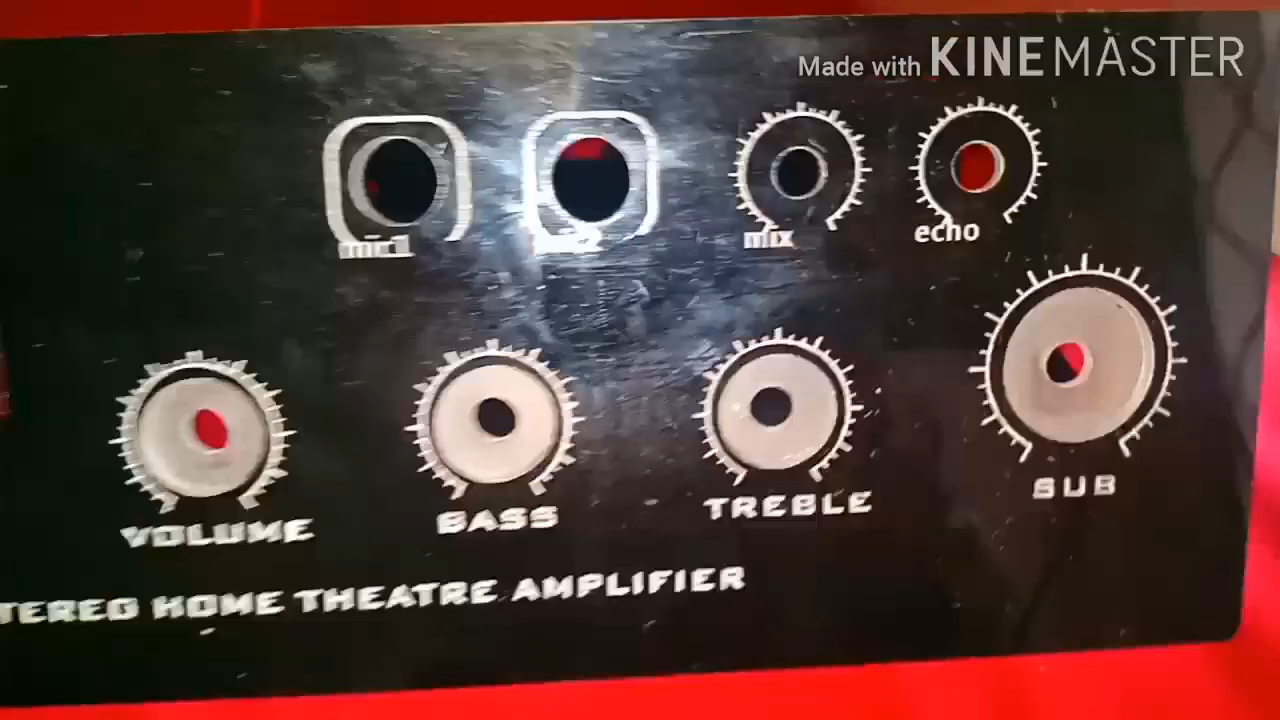 Made with KINEMASTER
mic1
mix
echo
VOLUME
BASS
TREBLE
SUB
TEREO HOME THEATRE AMPLIFIER